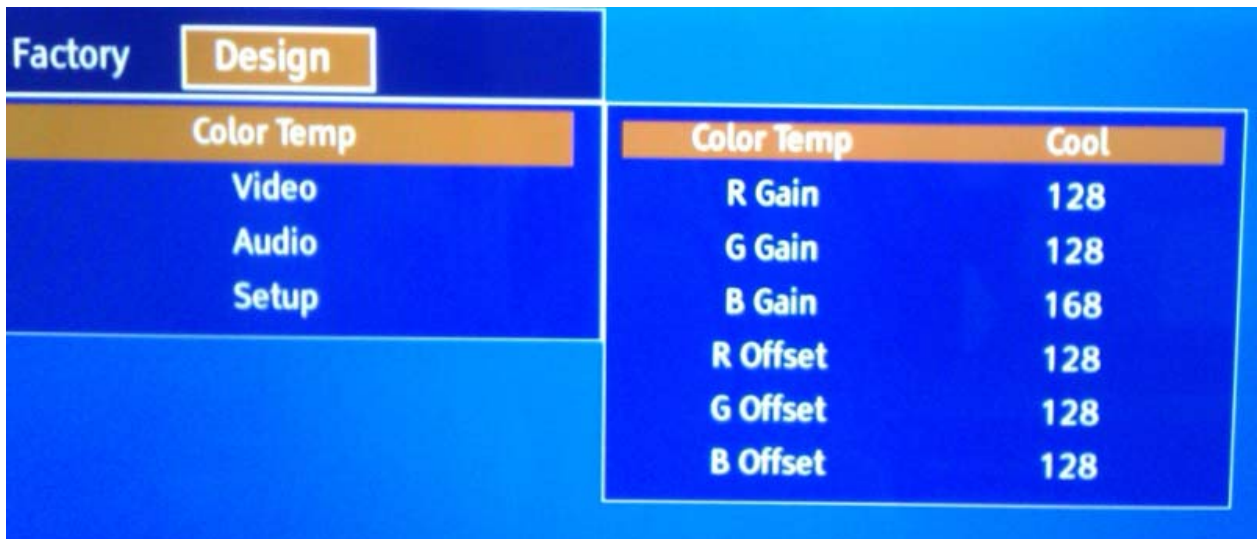 Factory Design
Color Temp
Video
Audio
Setup
Color Temp Cool
R Gain 128
G Gain 128
B Gain 168
R Offset 128
G Offset 128
B Offset 128